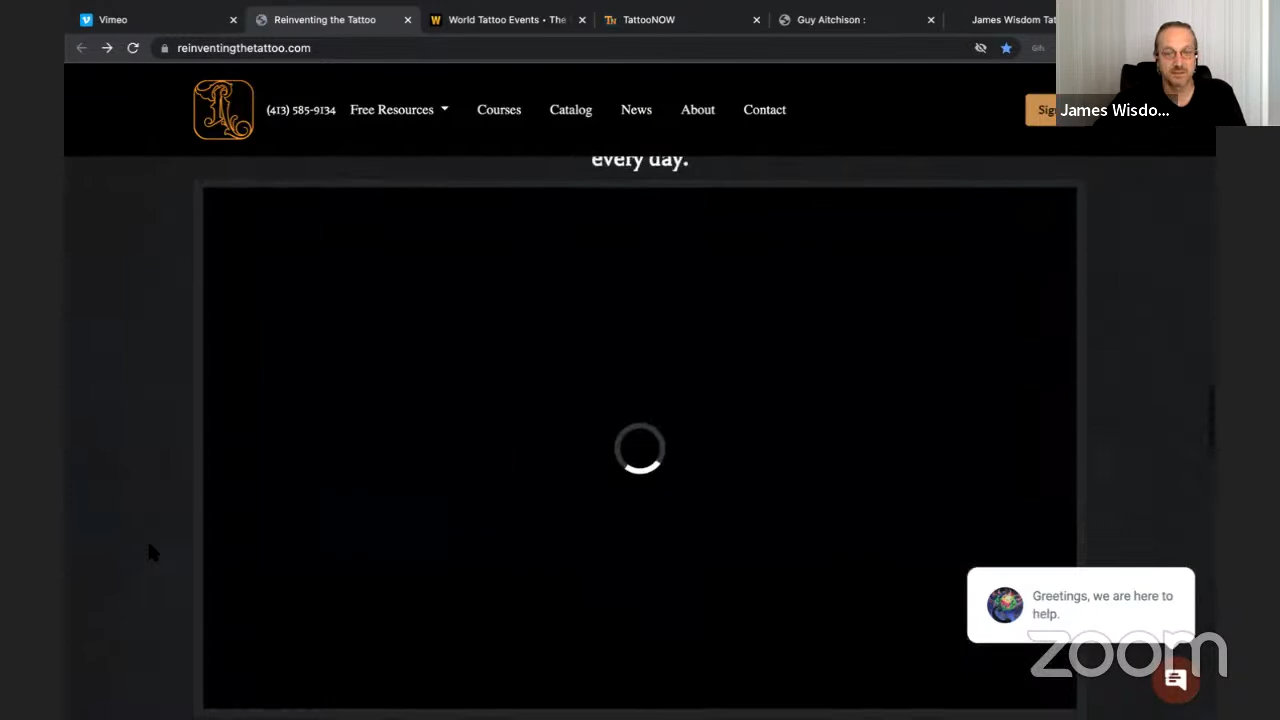 Vimeo
Reinventing the Tattoo
World Tattoo Events • The
TattooNOW
Guy Aitchison :
James Wisdom Tat
reinventingthetattoo.com
Gift
(413) 585-9134
Free Resources
Courses
Catalog
News
About
Contact
James Wisdo...
every day.
Greetings, we are here to
help.
zoom